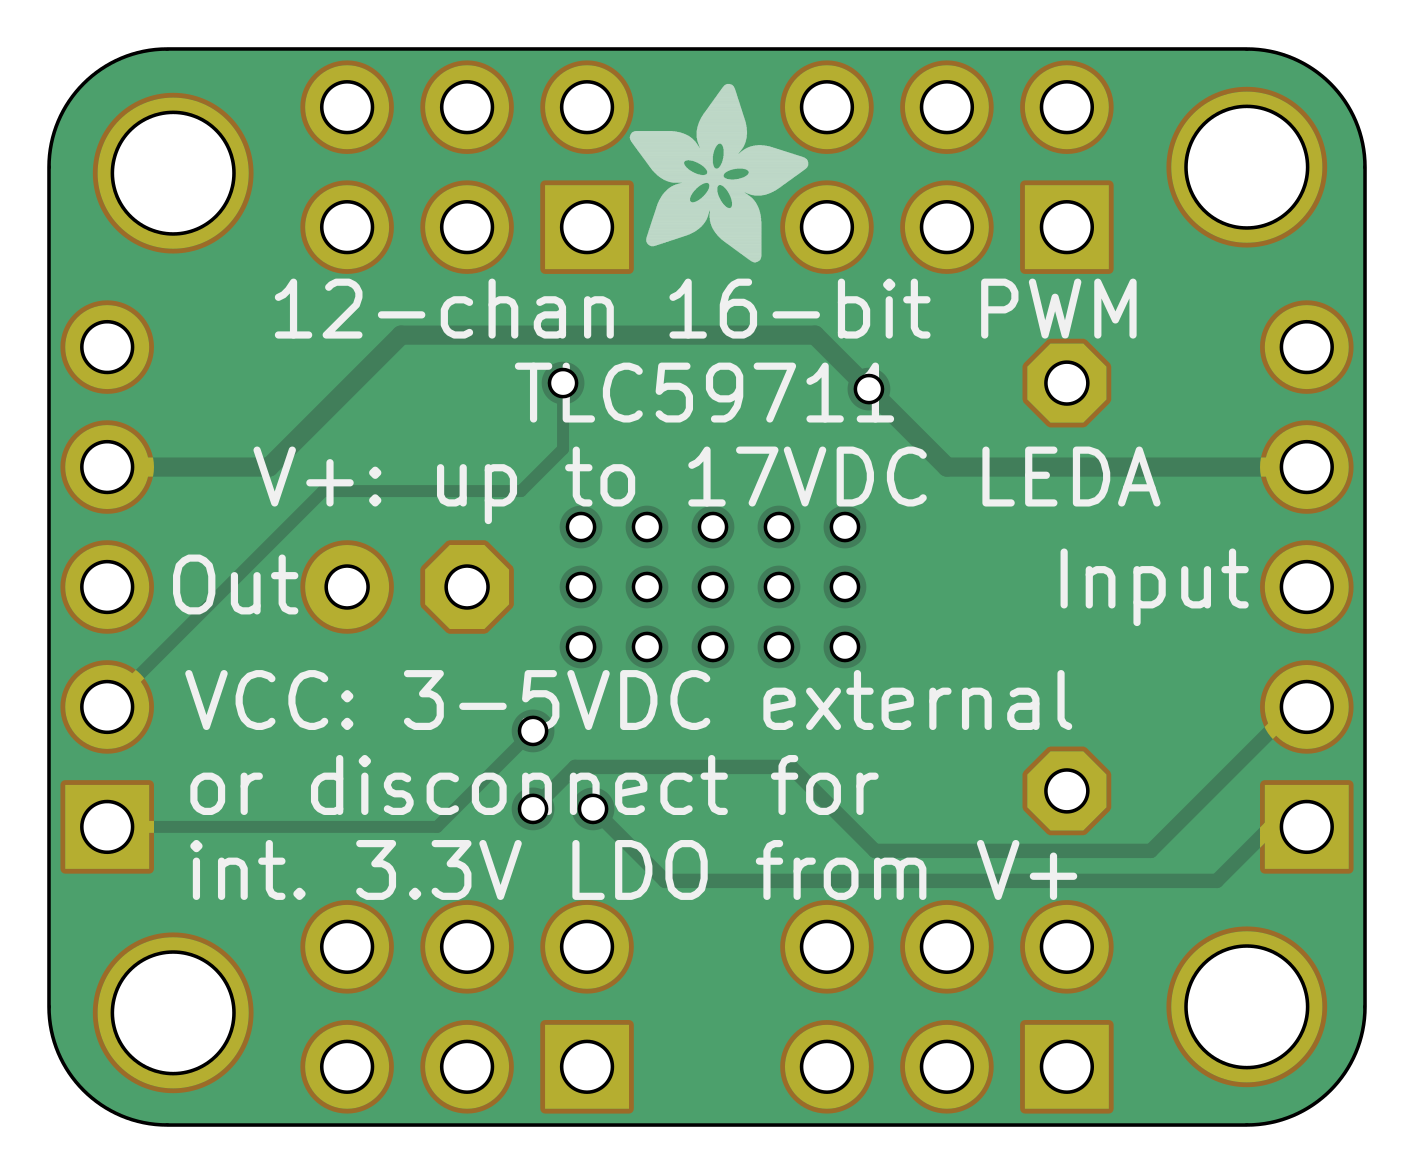 12-chan 16-bit PWM
TLC59711
V+: up to 17VDC LEDA
Out Input
VCC: 3-5VDC external
or disconnect for
int. 3.3V LDO from V+